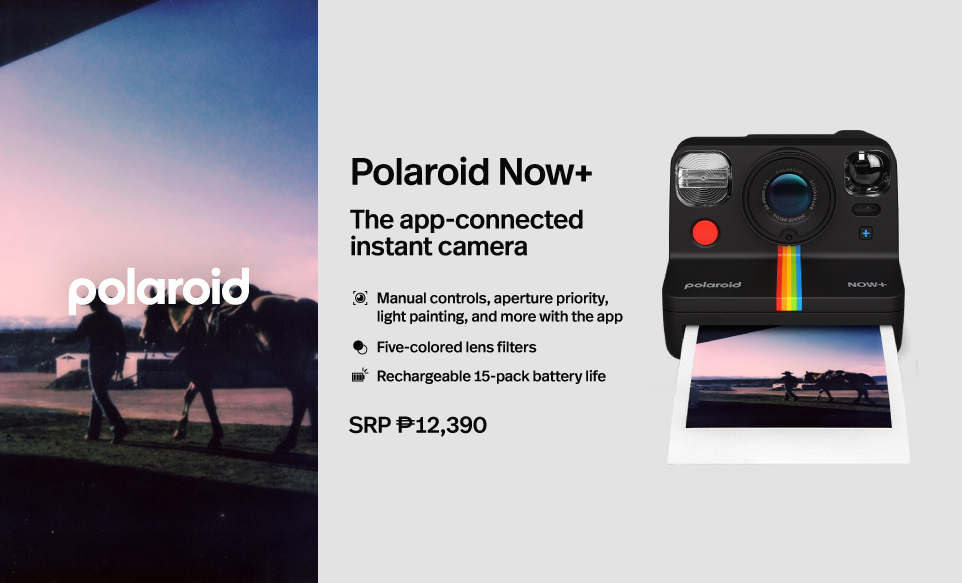 polaroid
Polaroid Now+
The app-connected
instant camera
Manual controls, aperture priority,
light painting, and more with the app
Five-colored lens filters
Rechargeable 15-pack battery life
SRP ₱12,390
polaroid
NOW+